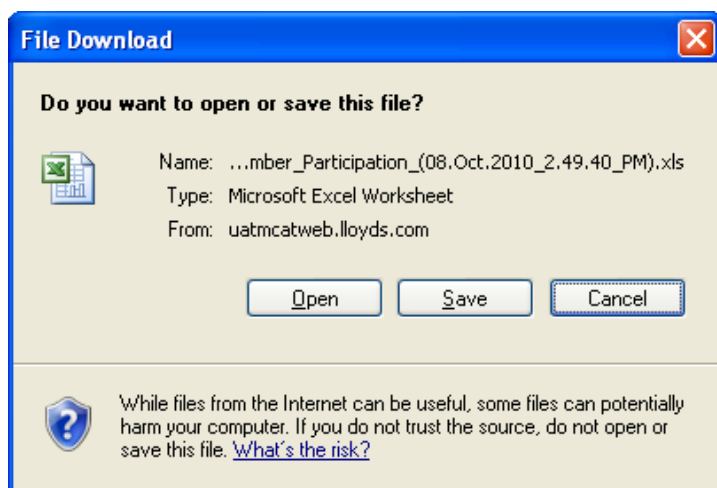 File Download
Do you want to open or save this file?
Name: ...mber_Participation_(08.Oct.2010_2.49.40_PM).xls
Type: Microsoft Excel Worksheet
From: uatmcatweb.lloyds.com
Open Save Cancel
While files from the Internet can be useful, some files can potentially
harm your computer. If you do not trust the source, do not open or
save this file. What's the risk?